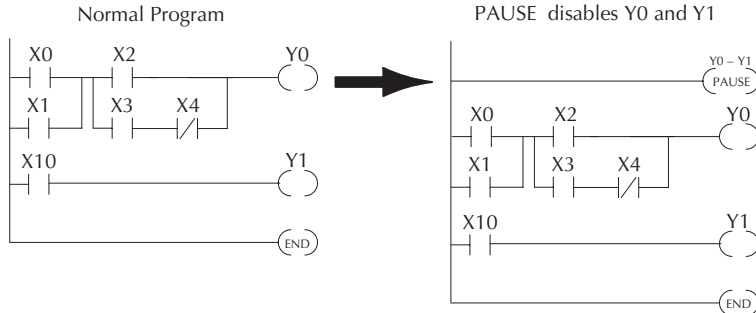 Normal Program
X0 X2 Y0
X1 X3 X4
X10 Y1
END
PAUSE disables Y0 and Y1
Y0 – Y1
PAUSE
X0 X2 Y0
X1 X3 X4
X10 Y1
END